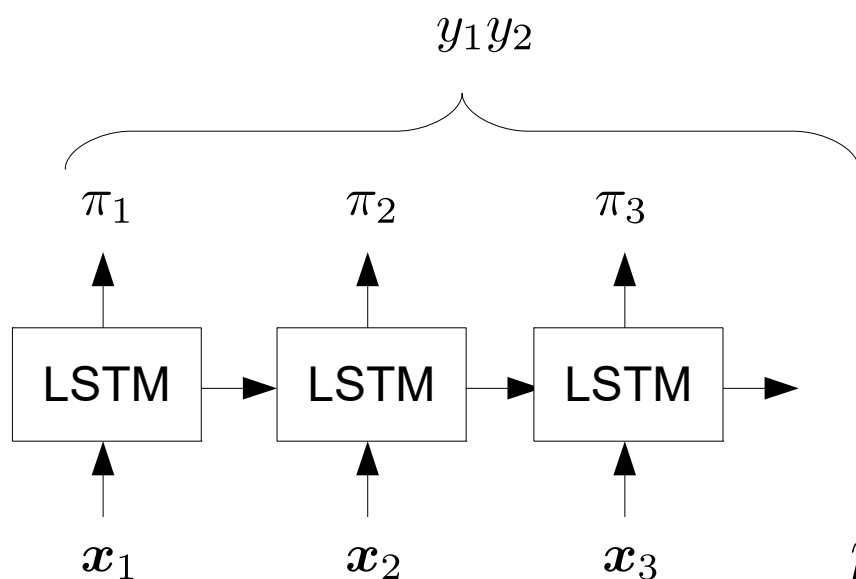 y₁y₂
π₁ π₂ π₃
LSTM LSTM LSTM
𝒙₁ 𝒙₂ 𝒙₃